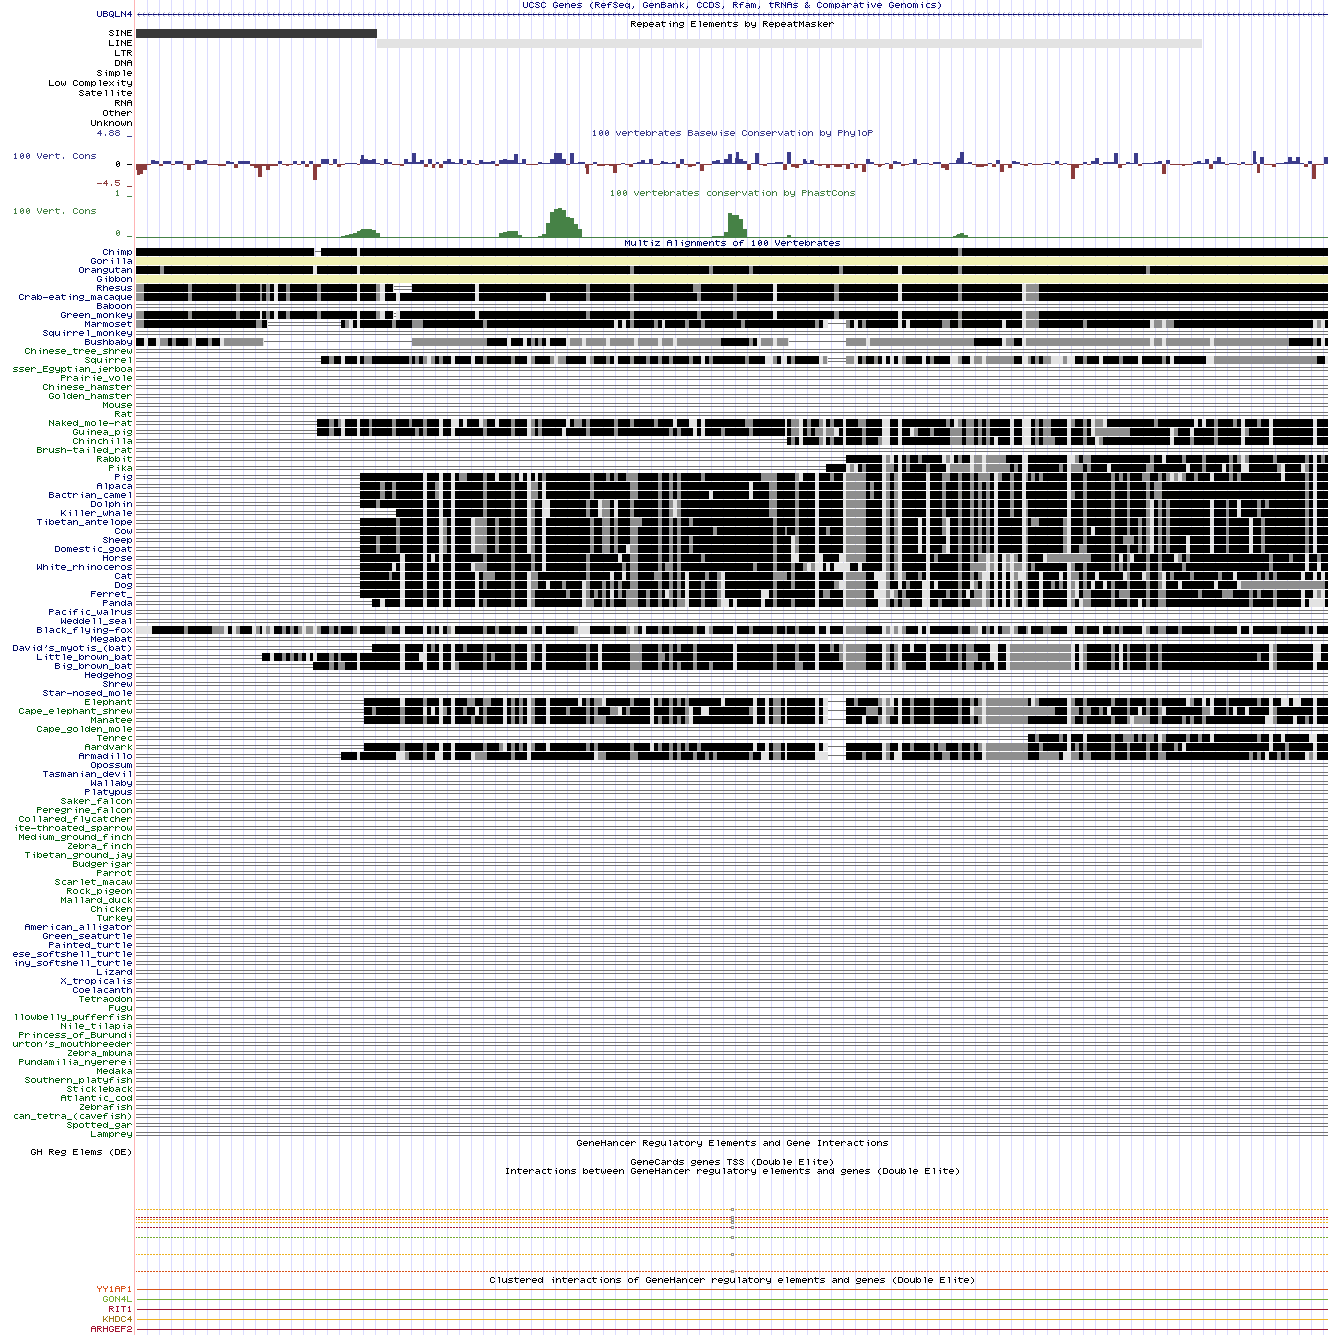 UCSC Genes (RefSeq, GenBank, CCDS, Rfam, tRNAs & Comparative Genomics)
UBQLN4
Repeating Elements by RepeatMasker
SINE
LINE
LTR
DNA
Simple
Low Complexity
Satellite
RNA
Other
Unknown
4.88 _
100 vertebrates Basewise Conservation by PhyloP
100 Vert. Cons
0 _
-4.5 _
1 _
100 vertebrates conservation by PhastCons
100 Vert. Cons
0 _
Multiz Alignments of 100 Vertebrates
Chimp
Gorilla
Orangutan
Gibbon
Rhesus
Crab-eating_macaque
Baboon
Green_monkey
Marmoset
Squirrel_monkey
Bushbaby
Chinese_tree_shrew
Squirrel
sser_Egyptian_jerboa
Prairie_vole
Chinese_hamster
Golden_hamster
Mouse
Rat
Naked_mole-rat
Guinea_pig
Chinchilla
Brush-tailed_rat
Rabbit
Pika
Pig
Alpaca
Bactrian_camel
Dolphin
Killer_whale
Tibetan_antelope
Cow
Sheep
Domestic_goat
Horse
White_rhinoceros
Cat
Dog
Ferret_
Panda
Pacific_walrus
Weddell_seal
Black_flying-fox
Megabat
David's_myotis_(bat)
Little_brown_bat
Big_brown_bat
Hedgehog
Shrew
Star-nosed_mole
Elephant
Cape_elephant_shrew
Manatee
Cape_golden_mole
Tenrec
Aardvark
Armadillo
Opossum
Tasmanian_devil
Wallaby
Platypus
Saker_falcon
Peregrine_falcon
Collared_flycatcher
ite-throated_sparrow
Medium_ground_finch
Zebra_finch
Tibetan_ground_jay
Budgerigar
Parrot
Scarlet_macaw
Rock_pigeon
Mallard_duck
Chicken
Turkey
American_alligator
Green_seaturtle
Painted_turtle
ese_softshell_turtle
iny_softshell_turtle
Lizard
X_tropicalis
Coelacanth
Tetraodon
Fugu
llowbelly_pufferfish
Nile_tilapia
Princess_of_Burundi
urton's_mouthbreeder
Zebra_mbuna
Pundamilia_nyererei
Medaka
Southern_platyfish
Stickleback
Atlantic_cod
Zebrafish
can_tetra_(cavefish)
Spotted_gar
Lamprey
GeneHancer Regulatory Elements and Gene Interactions
GH Reg Elems (DE)
GeneCards genes TSS (Double Elite)
Interactions between GeneHancer regulatory elements and genes (Double Elite)
Clustered interactions of GeneHancer regulatory elements and genes (Double Elite)
YY1AP1
GON4L
RIT1
KHDC4
ARHGEF2